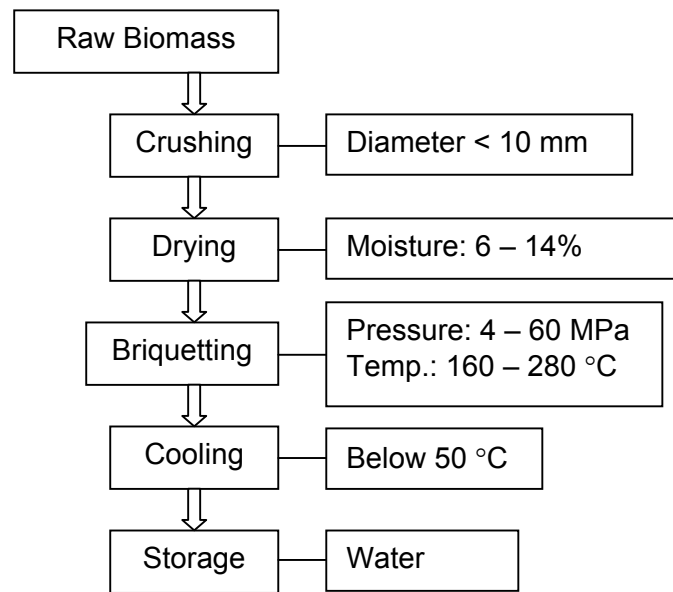 Raw Biomass
Crushing
Diameter < 10 mm
Drying
Moisture: 6 – 14%
Briquetting
Pressure: 4 – 60 MPa
Temp.: 160 – 280 °C
Cooling
Below 50 °C
Storage
Water